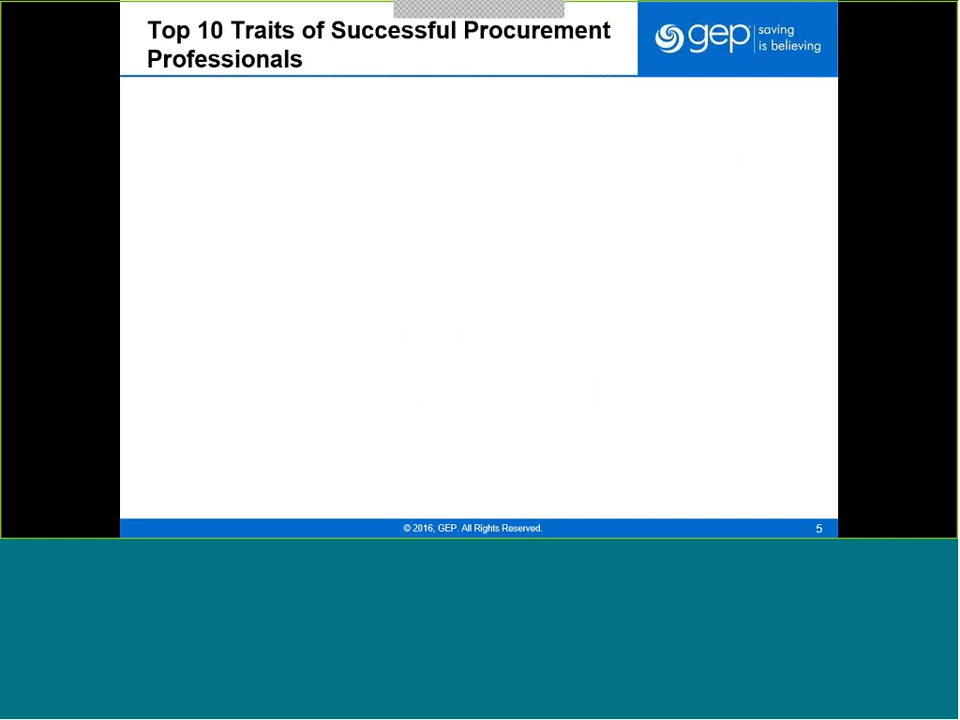 Top 10 Traits of Successful Procurement
Professionals
gep
saving
is believing
© 2016, GEP. All Rights Reserved.
5